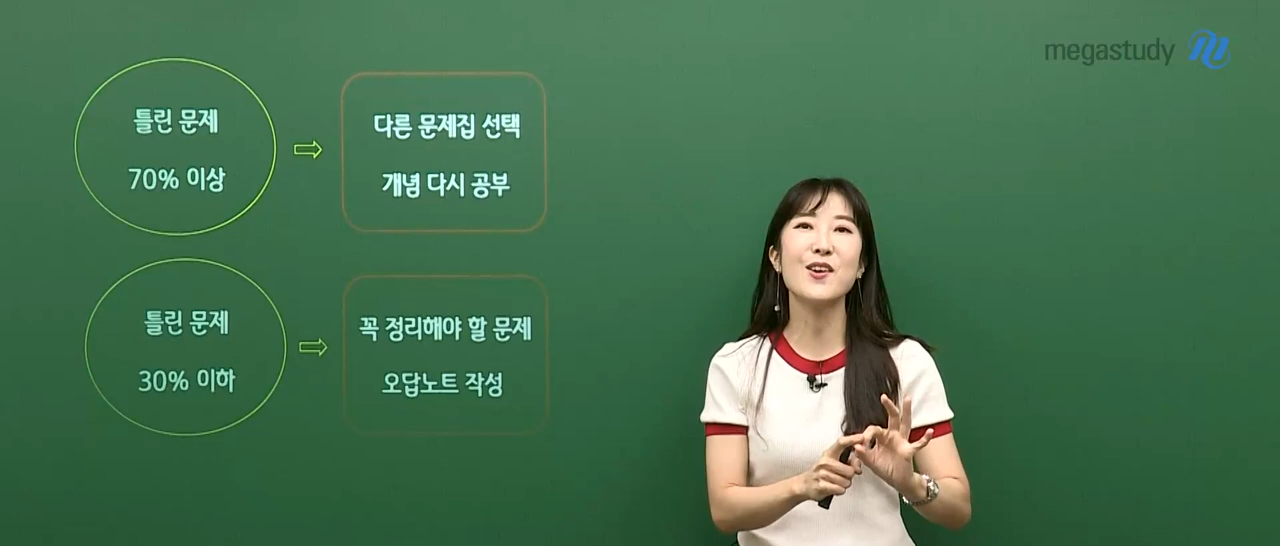 megastudy
틀린 문제
70% 이상
다른 문제집 선택
개념 다시 공부
틀린 문제
30% 이하
꼭 정리해야 할 문제
오답노트 작성